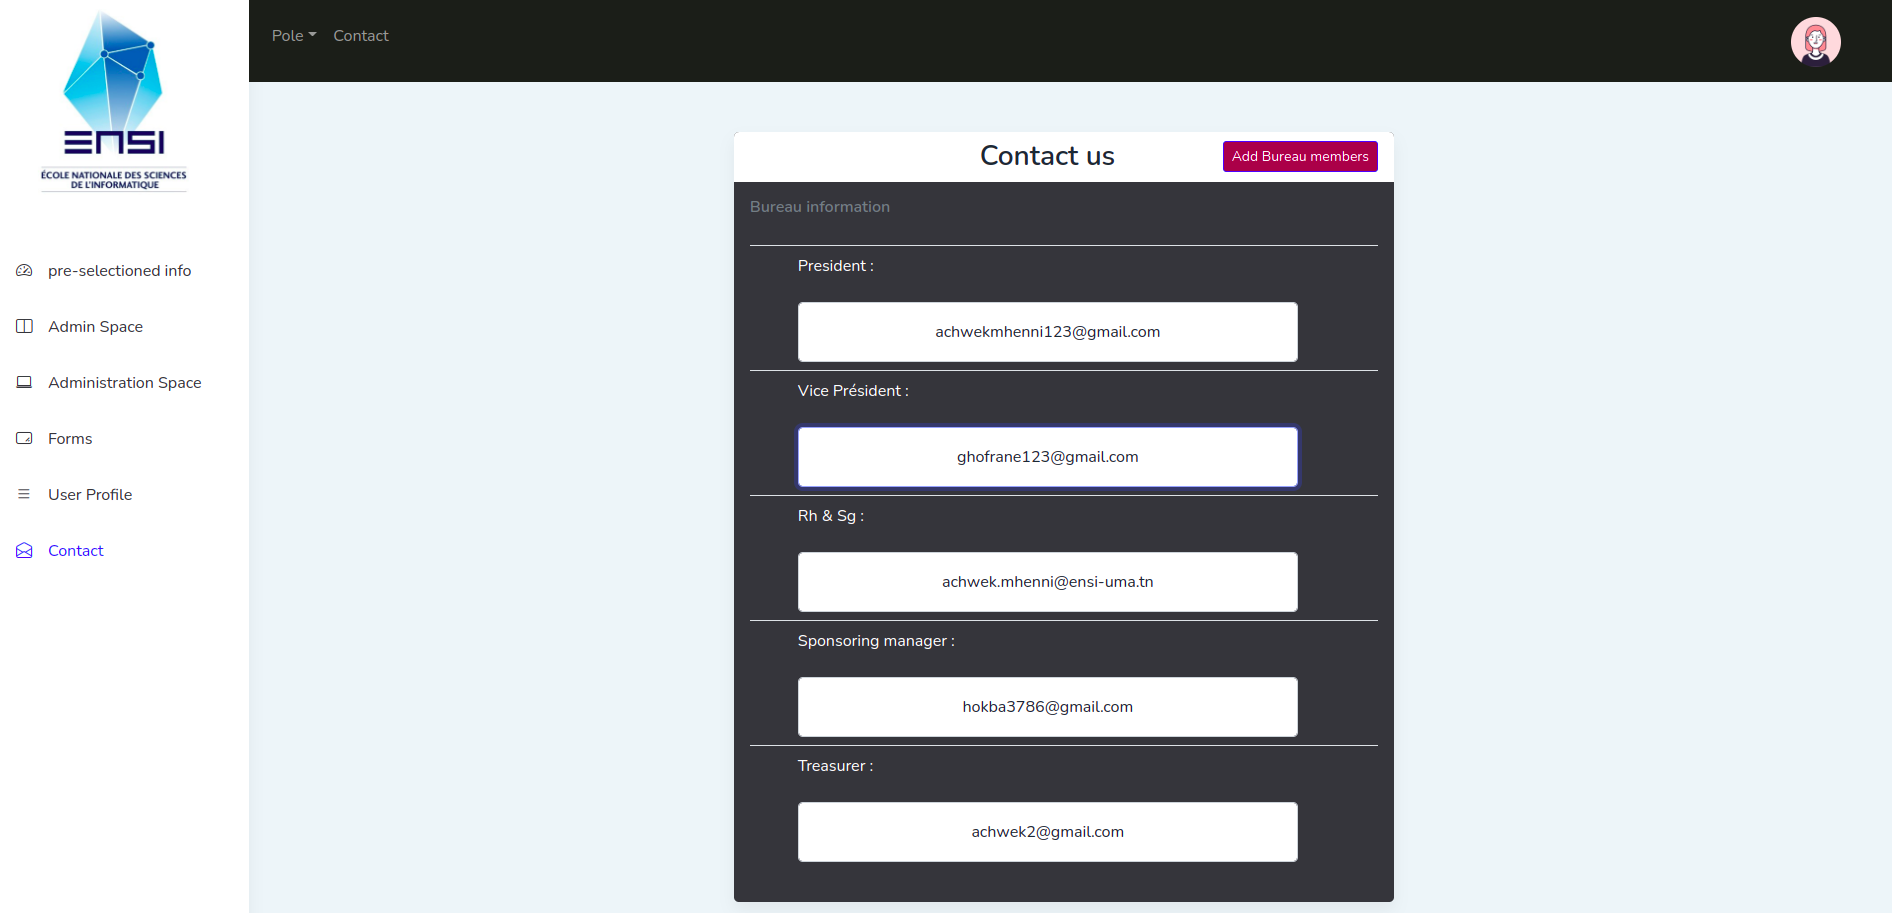 ENSI
ÉCOLE NATIONALE DES SCIENCES
DE L'INFORMATIQUE
pre-selectioned info
Admin Space
Administration Space
Forms
User Profile
Contact
Pole Contact
Contact us
Add Bureau members
Bureau information
President :
achwekmhenni123@gmail.com
Vice Président :
ghofrane123@gmail.com
Rh & Sg :
achwek.mhenni@ensi-uma.tn
Sponsoring manager :
hokba3786@gmail.com
Treasurer :
achwek2@gmail.com